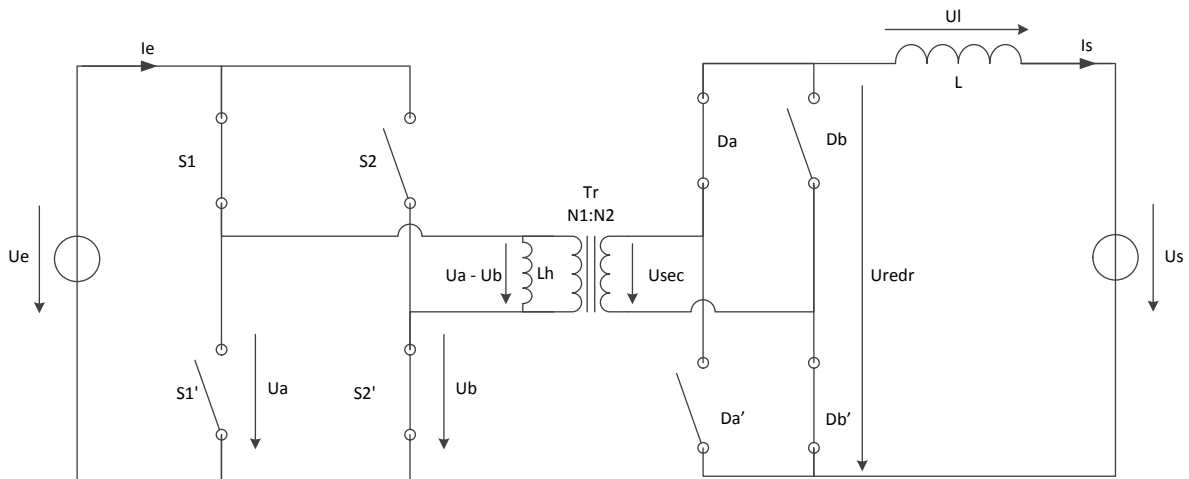 Ul
Ie
Is
L
S1
S2
Da
Db
Tr
N1:N2
Ue
Ua - Ub
Lh
Usec
Uredr
Us
S1'
Ua
S2'
Ub
Da’
Db’